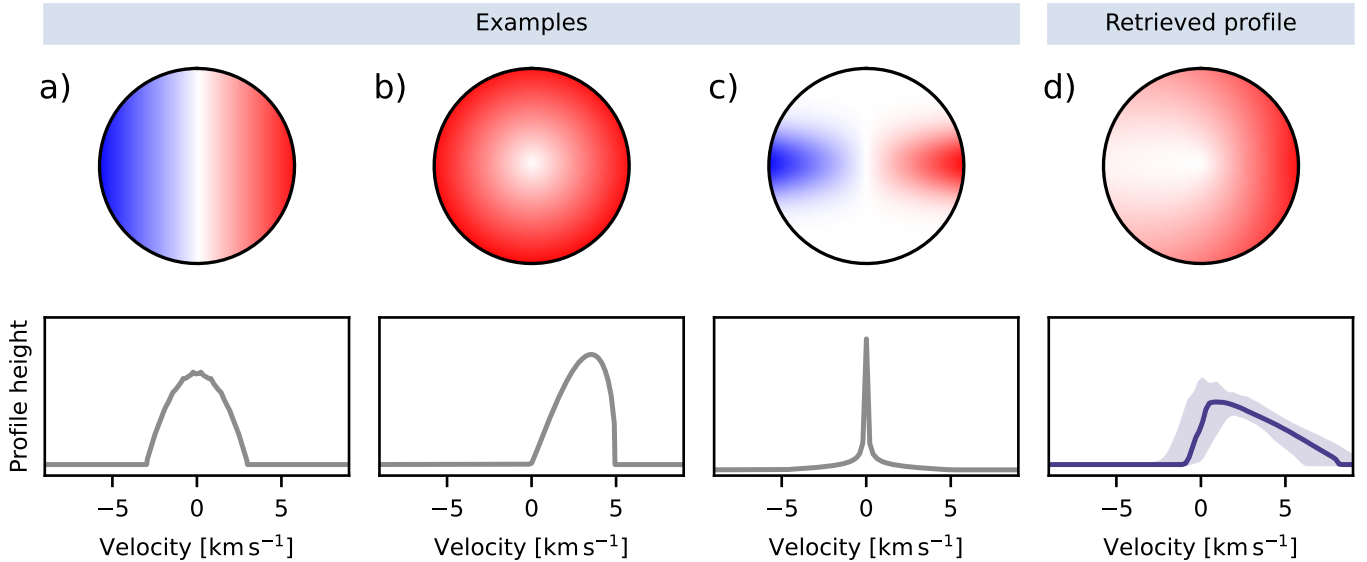 Examples
Retrieved profile
a)
b)
c)
d)
Profile height
−5 0 5
−5 0 5
−5 0 5
−5 0 5
Velocity [km s⁻¹]
Velocity [km s⁻¹]
Velocity [km s⁻¹]
Velocity [km s⁻¹]